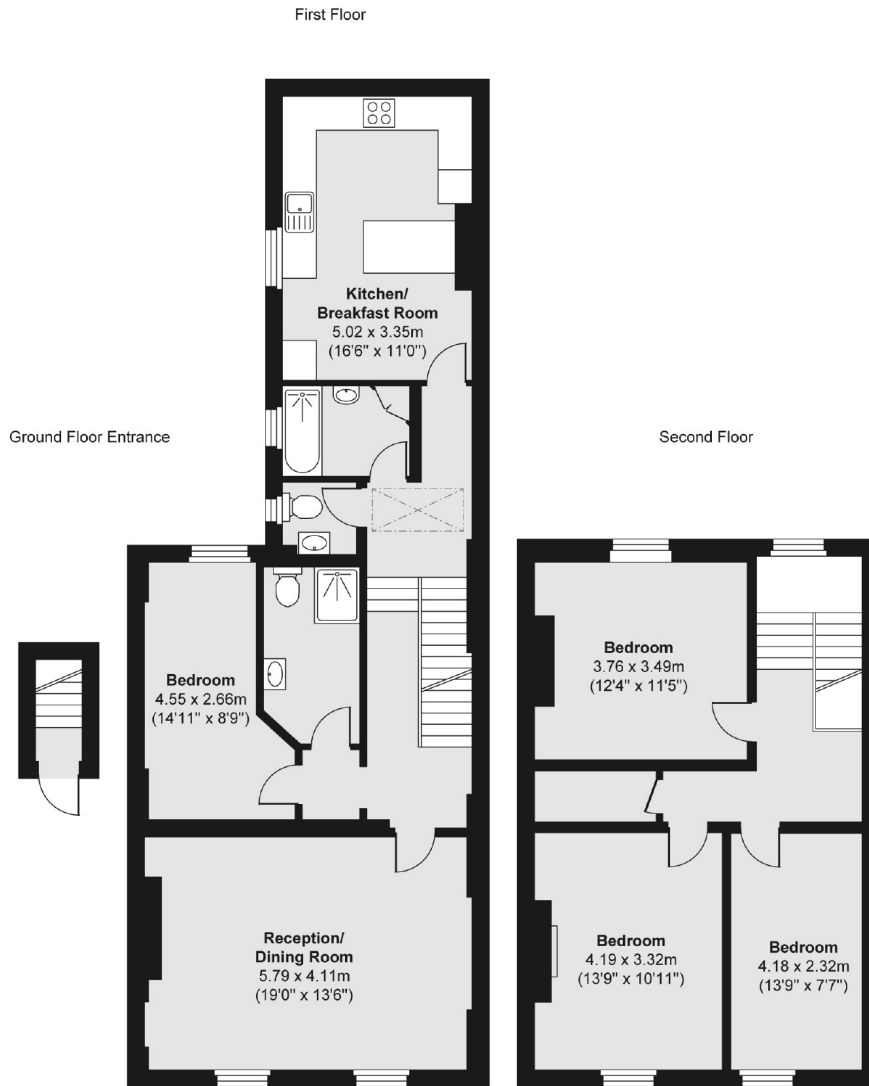 First Floor
Kitchen/
Breakfast Room
5.02 x 3.35m
(16'6" x 11'0")
Ground Floor Entrance
Second Floor
Bedroom
4.55 x 2.66m
(14'11" x 8'9")
Bedroom
3.76 x 3.49m
(12'4" x 11'5")
Reception/
Dining Room
5.79 x 4.11m
(19'0" x 13'6")
Bedroom
4.19 x 3.32m
(13'9" x 10'11")
Bedroom
4.18 x 2.32m
(13'9" x 7'7")